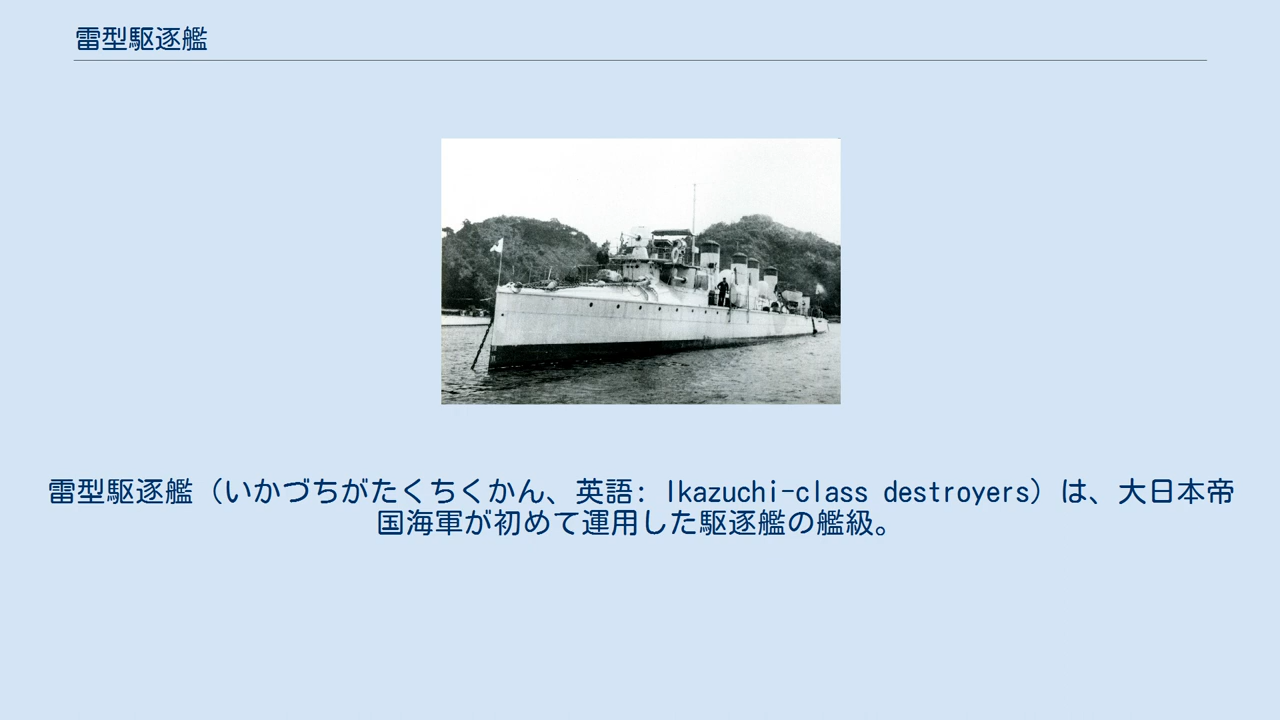 雷型駆逐艦
雷型駆逐艦（いかづちがたくちくかん、英語: Ikazuchi-class destroyers）は、大日本帝
国海軍が初めて運用した駆逐艦の艦級。